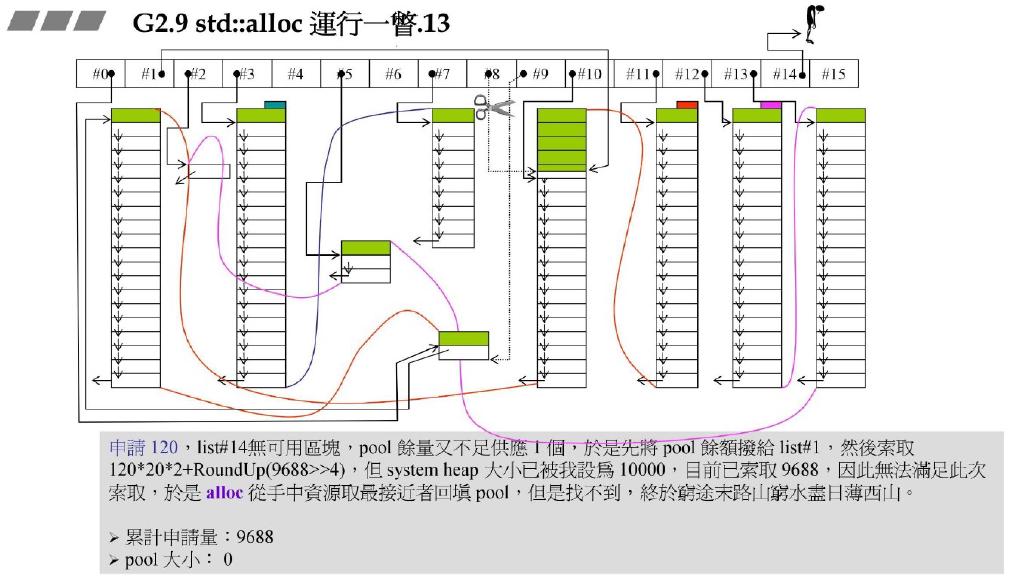 G2.9 std::alloc 運行一瞥.13
#0 #1 #2 #3 #4 #5 #6 #7 #8 #9 #10 #11 #12 #13 #14 #15
申請 120，list#14無可用區塊，pool 餘量又不足供應 1 個，於是先將 pool 餘額撥給 list#1，然後索取
120*20*2+RoundUp(9688>>4)，但 system heap 大小已被我設為 10000，目前已索取 9688，因此無法滿足此次
索取，於是 alloc 從手中資源取最接近者回填 pool，但是找不到，終於窮途末路山窮水盡日薄西山。
➢ 累計申請量：9688
➢ pool 大小： 0